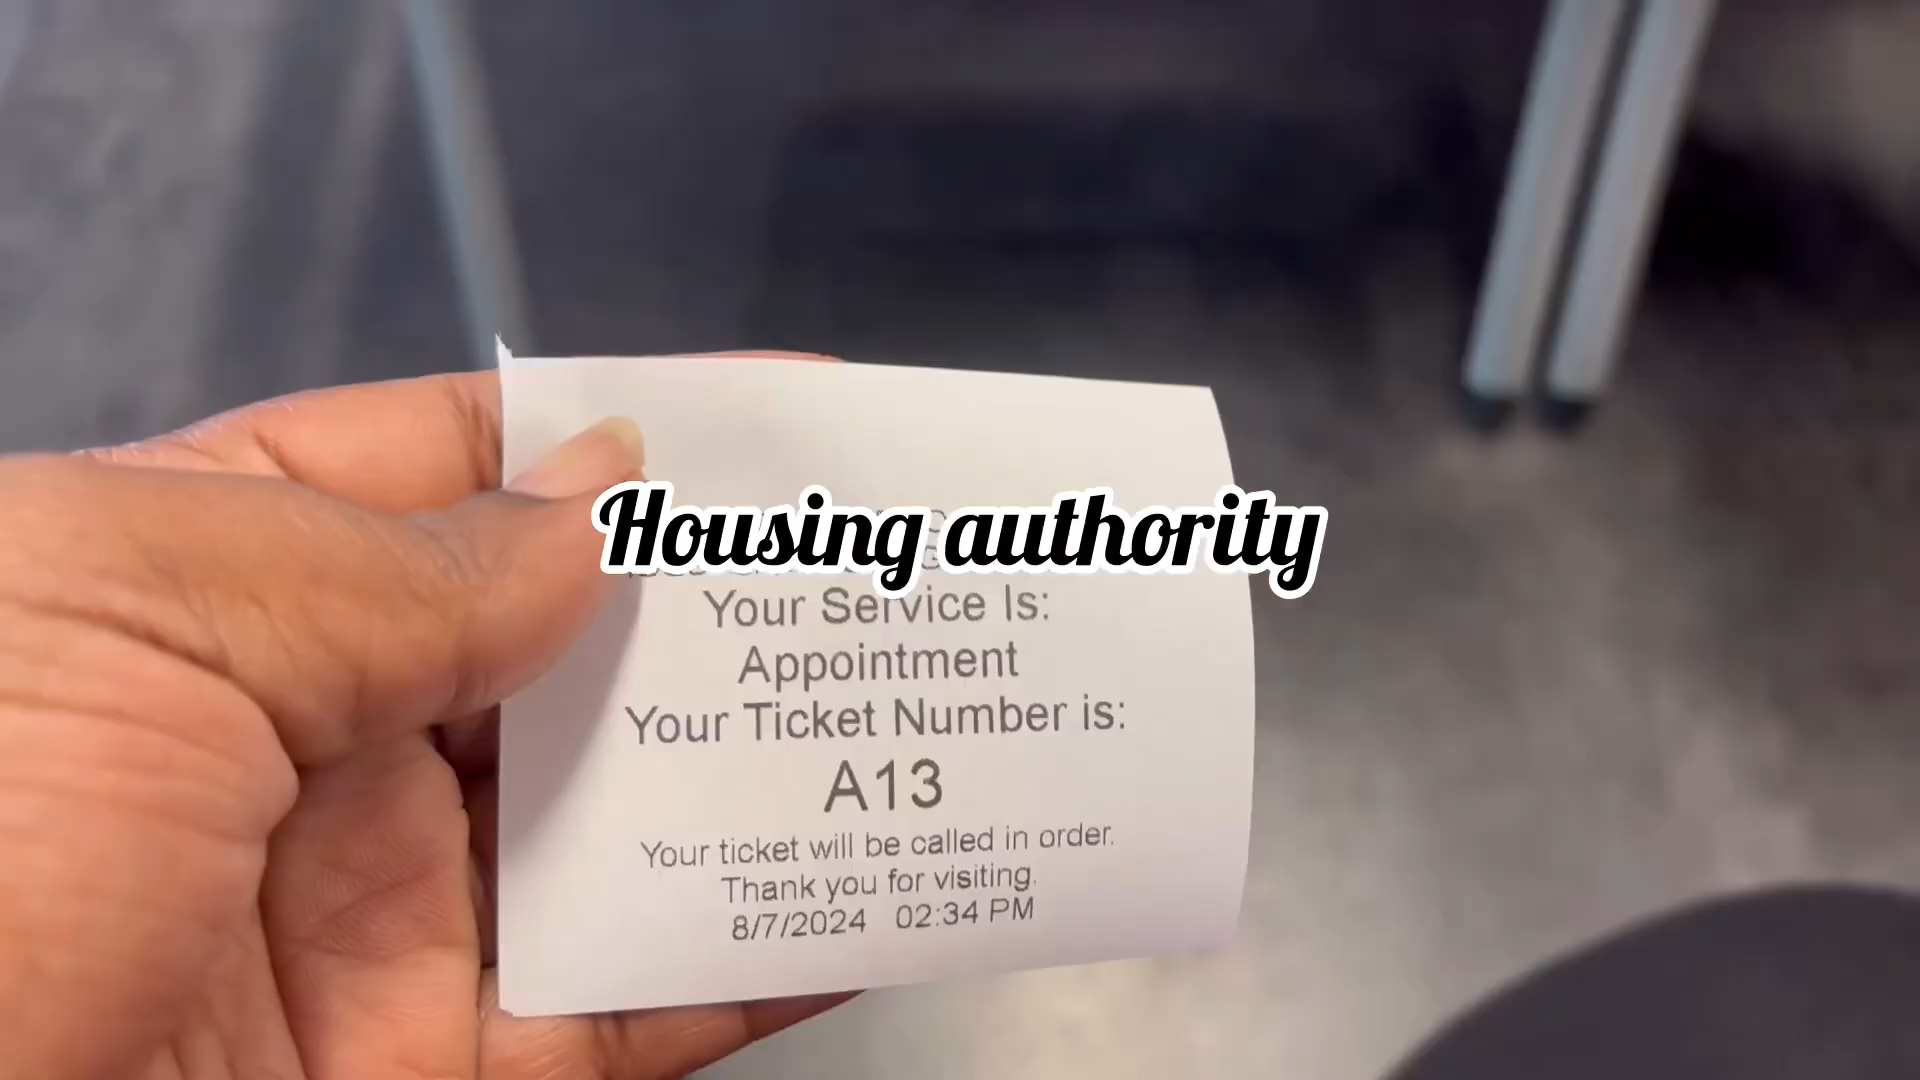 Housing authority
Your Service Is:
Appointment
Your Ticket Number is:
A13
Your ticket will be called in order.
Thank you for visiting.
8/7/2024 02:34 PM